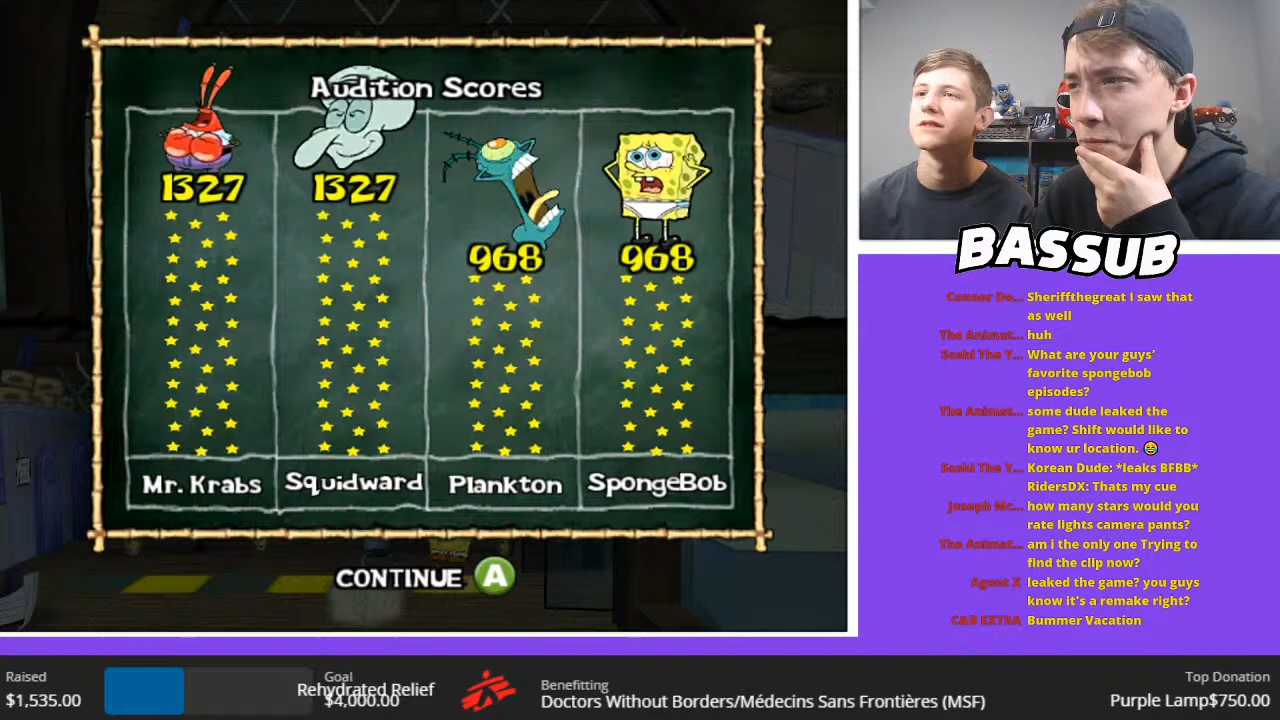 Audition Scores
1327 1327 968 968
Mr. Krabs Squidward Plankton SpongeBob
CONTINUE A
BASSUB
Connor Do... Sheriffthegreat I saw that
as well
The Animat... huh
Sashi The Y... What are your guys'
favorite spongebob
episodes?
The Animat... some dude leaked the
game? Shift would like to
know ur location. 😂
Sashi The Y... Korean Dude: *leaks BFBB*
RidersDX: Thats my cue
Joseph Mc... how many stars would you
rate lights camera pants?
The Animat... am i the only one Trying to
find the clip now?
Agent X leaked the game? you guys
know it's a remake right?
C&B EXTRA Bummer Vacation
Raised
$1,535.00
Goal
$4,000.00
Rehydrated Relief
Benefitting
Doctors Without Borders/Médecins Sans Frontières (MSF)
Top Donation
Purple Lamp$750.00